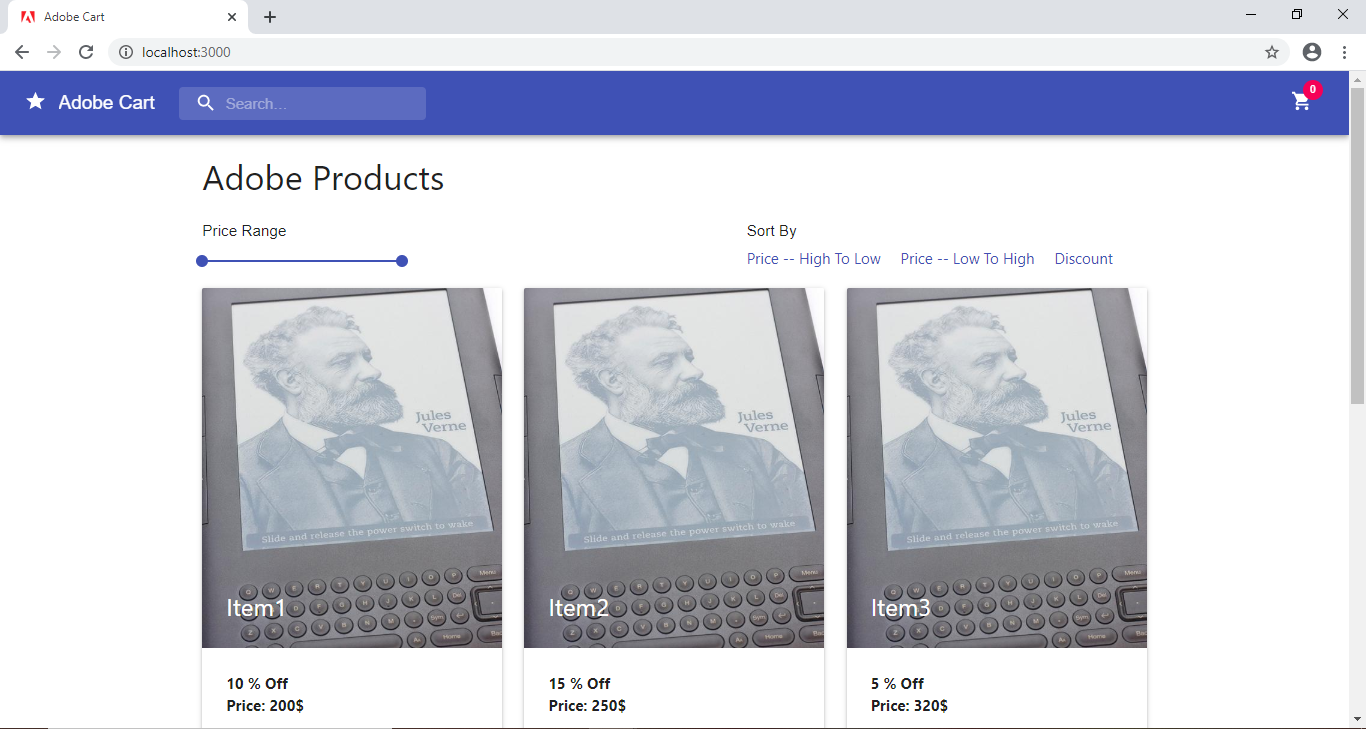 Adobe Cart
localhost:3000
Adobe Cart
Search...
0
Adobe Products
Price Range
Sort By
Price -- High To Low
Price -- Low To High
Discount
Jules
Verne
Slide and release the power switch to wake
Item1
10 % Off
Price: 200$
Jules
Verne
Slide and release the power switch to wake
Item2
15 % Off
Price: 250$
Jules
Verne
Slide and release the power switch to wake
Item3
5 % Off
Price: 320$